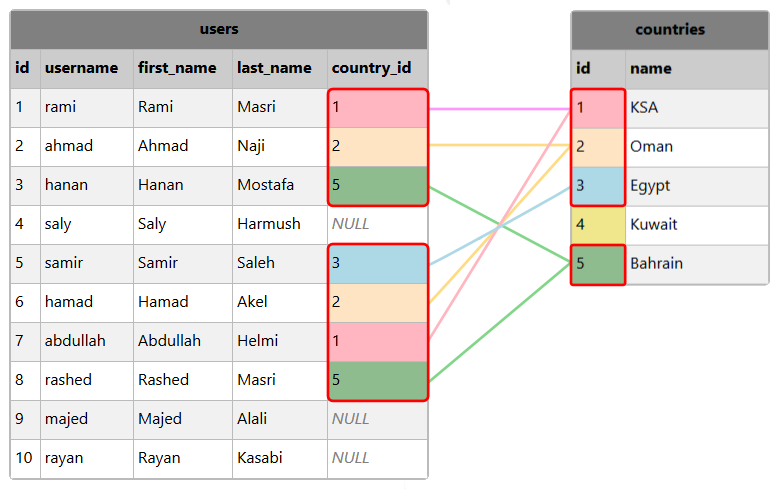 users
id username first_name last_name country_id
1 rami Rami Masri 1
2 ahmad Ahmad Naji 2
3 hanan Hanan Mostafa 5
4 saly Saly Harmush NULL
5 samir Samir Saleh 3
6 hamad Hamad Akel 2
7 abdullah Abdullah Helmi 1
8 rashed Rashed Masri 5
9 majed Majed Alali NULL
10 rayan Rayan Kasabi NULL
countries
id name
1 KSA
2 Oman
3 Egypt
4 Kuwait
5 Bahrain